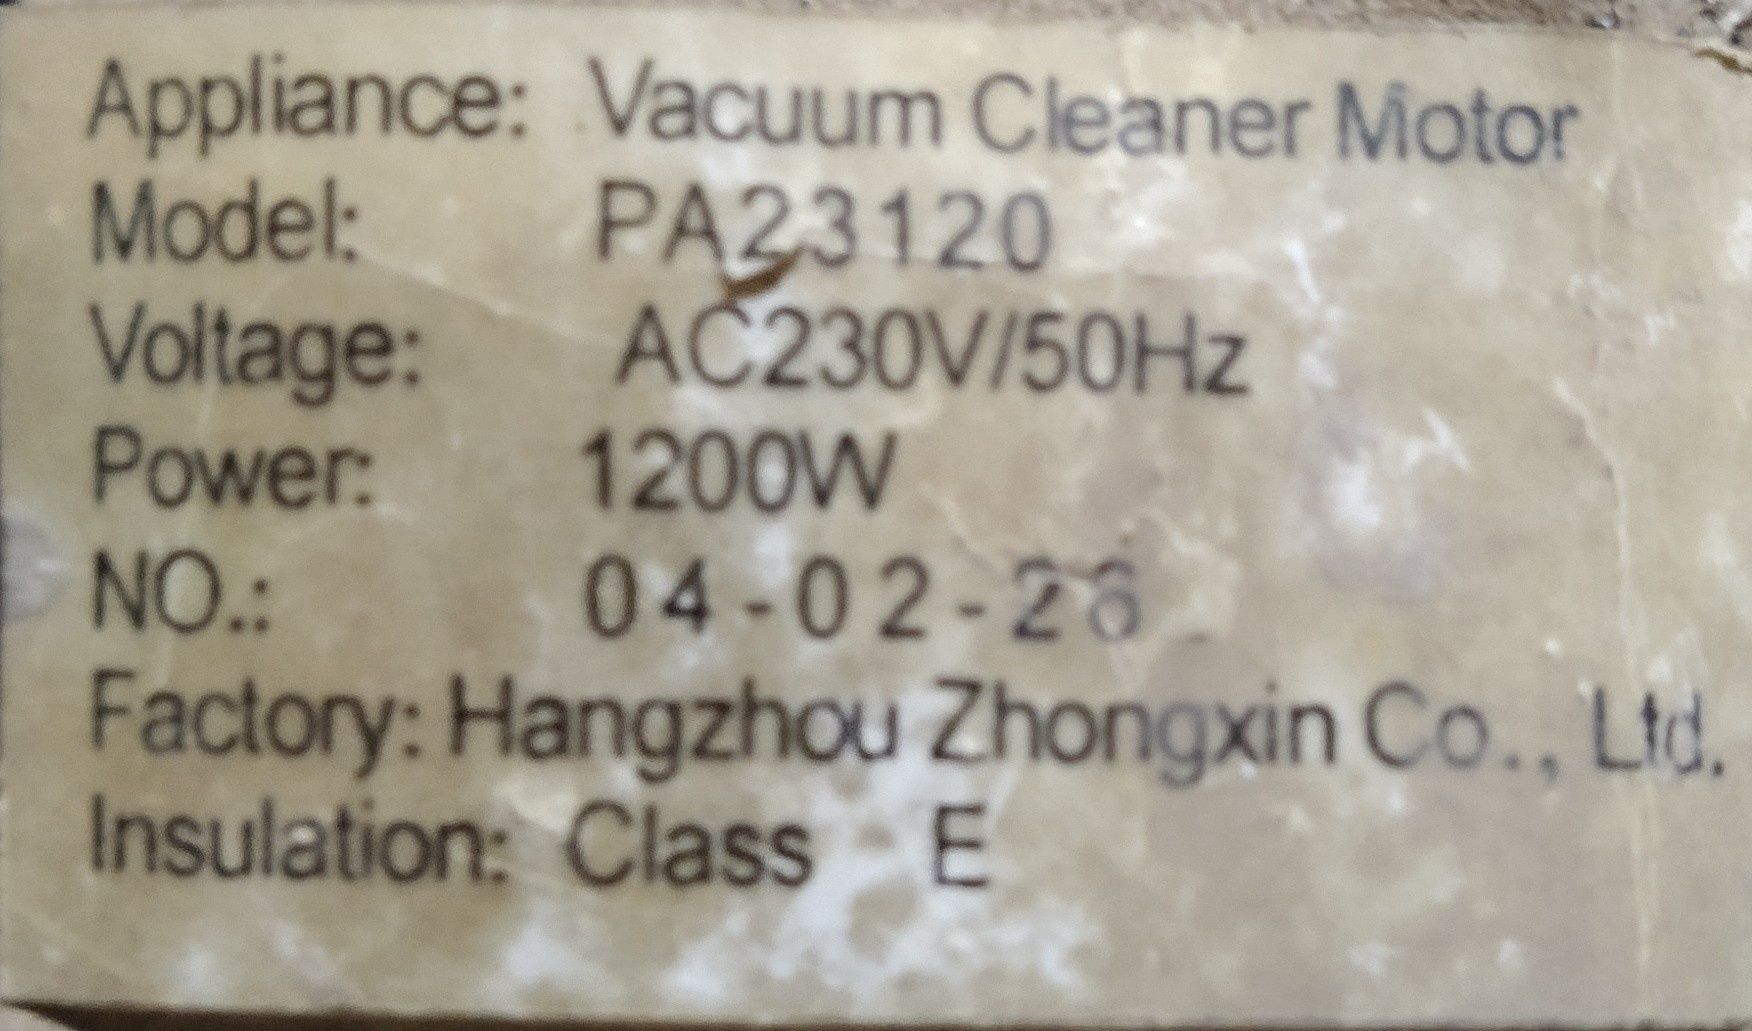 Appliance: Vacuum Cleaner Motor
Model: PA23120
Voltage: AC230V/50Hz
Power: 1200W
NO.: 04-02-26
Factory: Hangzhou Zhongxin Co., Ltd.
Insulation: Class E